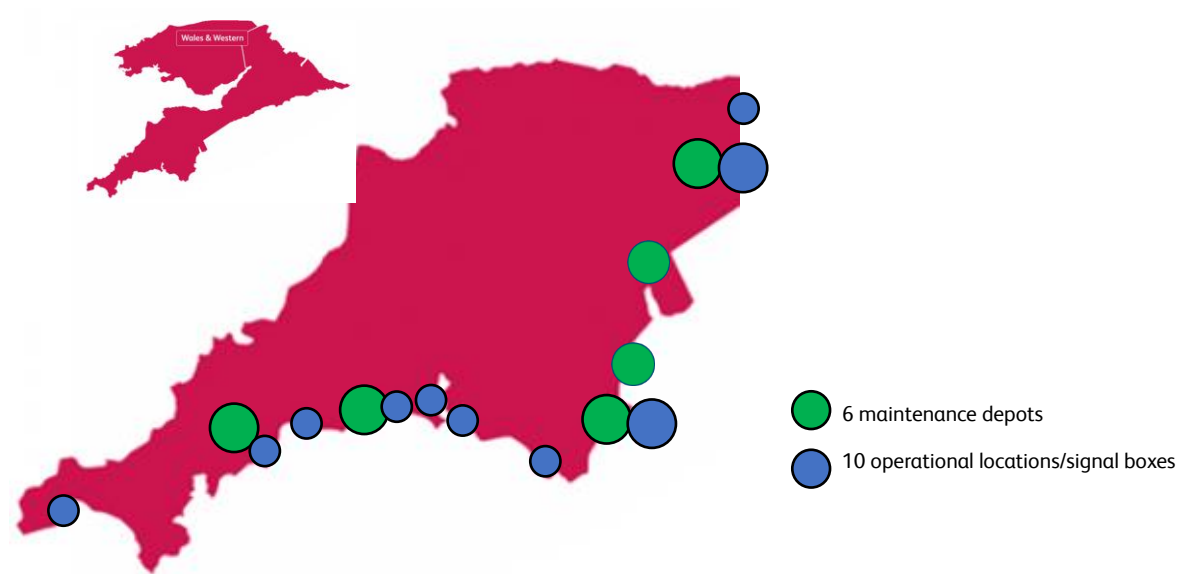 Wales & Western
6 maintenance depots
10 operational locations/signal boxes